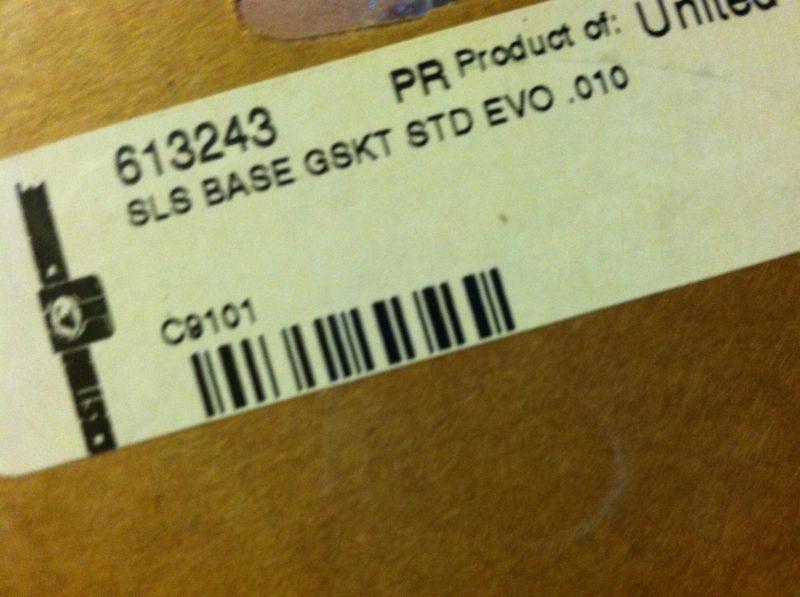 613243 PR Product of: United
SLS BASE GSKT STD EVO .010
C9101